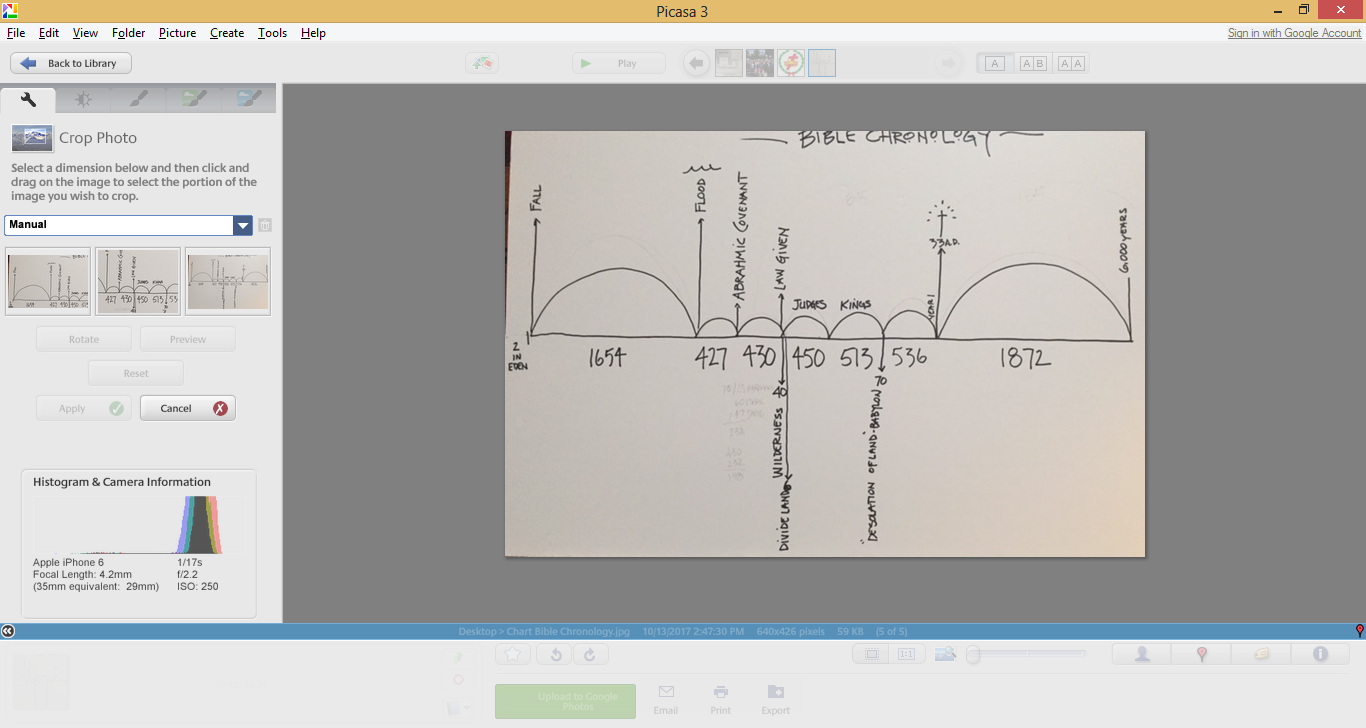 Picasa 3
File Edit View Folder Picture Create Tools Help
Sign in with Google Account
Back to Library
Play
A
A B
A A
Crop Photo
Select a dimension below and then click and
drag on the image to select the portion of the
image you wish to crop.
Manual
Rotate
Preview
Reset
Apply
Cancel
Histogram & Camera Information
Apple iPhone 6
1/17s
Focal Length: 4.2mm
f/2.2
(35mm equivalent: 29mm)
ISO: 250
BIBLE CHRONOLOGY
FALL
FLOOD
ABRAHMIC COVENANT
LAW GIVEN
JUDGES
KINGS
YEAR 1
33 A.D.
6,000 YEARS
2
IN
EDEN
1654
427
430
450
513
536
1872
40
WILDERNESS
DIVIDE LAND
70
DESOLATION OF LAND-BABYLON
Desktop > Chart Bible Chronology.jpg 10/13/2017 2:47:30 PM 640x426 pixels 59 KB (5 of 5)
1:1
Upload to Google
Photos
Email
Print
Export